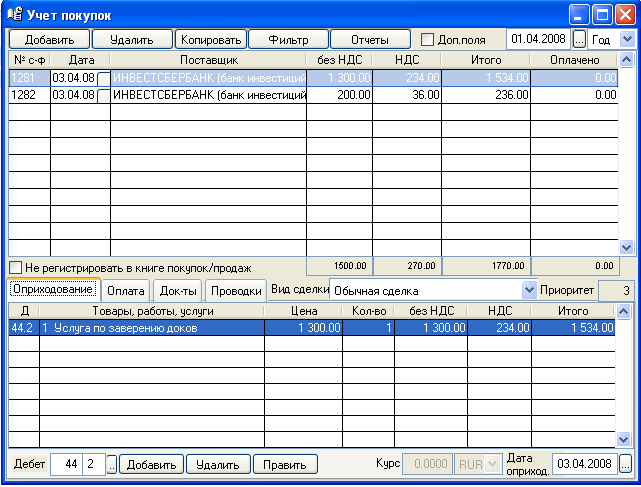 Учет покупок
Добавить Удалить Копировать Фильтр Отчеты Доп.поля 01.04.2008 ... Год
№ с-ф Дата Поставщик без НДС НДС Итого Оплачено
1281 03.04.08 ИНВЕСТСБЕРБАНК (банк инвестиций 1 300.00 234.00 1 534.00 0.00
1282 03.04.08 ИНВЕСТСБЕРБАНК (банк инвестиций 200.00 36.00 236.00 0.00
Не регистрировать в книге покупок/продаж 1500.00 270.00 1770.00 0.00
Оприходование Оплата Док-ты Проводки Вид сделки Обычная сделка Приоритет 3
Д Товары, работы, услуги Цена Кол-во без НДС НДС Итого
44.2 1 Услуга по заверению доков 1 300.00 1 1 300.00 234.00 1 534.00
Дебет 44 2 ... Добавить Удалить Править Курс 0.0000 RUR Дата оприход. 03.04.2008 ...